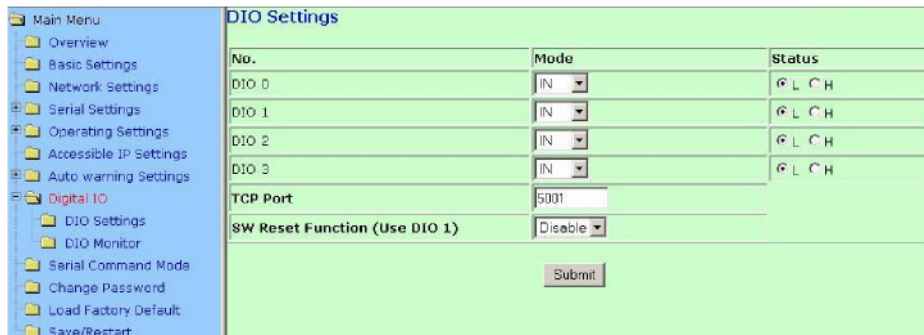 Main Menu
Overview
Basic Settings
Network Settings
Serial Settings
Operating Settings
Accessible IP Settings
Auto warning Settings
Digital IO
DIO Settings
DIO Monitor
Serial Command Mode
Change Password
Load Factory Default
Save/Restart
DIO Settings
No. Mode Status
DIO 0 IN L H
DIO 1 IN L H
DIO 2 IN L H
DIO 3 IN L H
TCP Port 5001
SW Reset Function (Use DIO 1) Disable
Submit